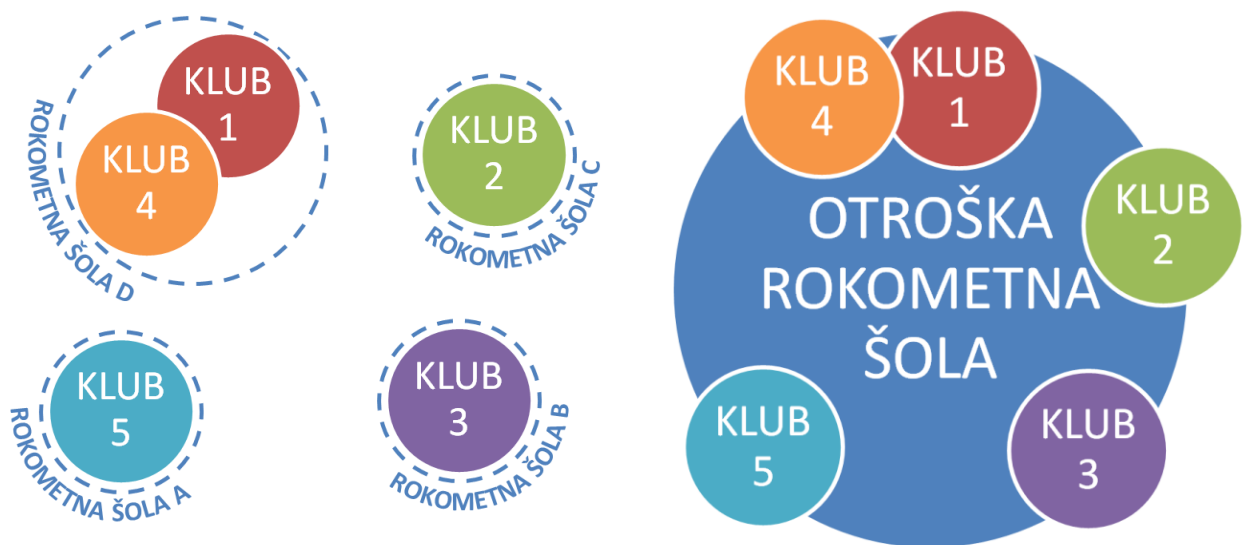 KLUB
1
KLUB
4
ROKOMETNA ŠOLA D
KLUB
2
ROKOMETNA ŠOLA C
KLUB
5
ROKOMETNA ŠOLA A
KLUB
3
ROKOMETNA ŠOLA B
KLUB
4
KLUB
1
KLUB
2
OTROŠKA
ROKOMETNA
ŠOLA
KLUB
5
KLUB
3